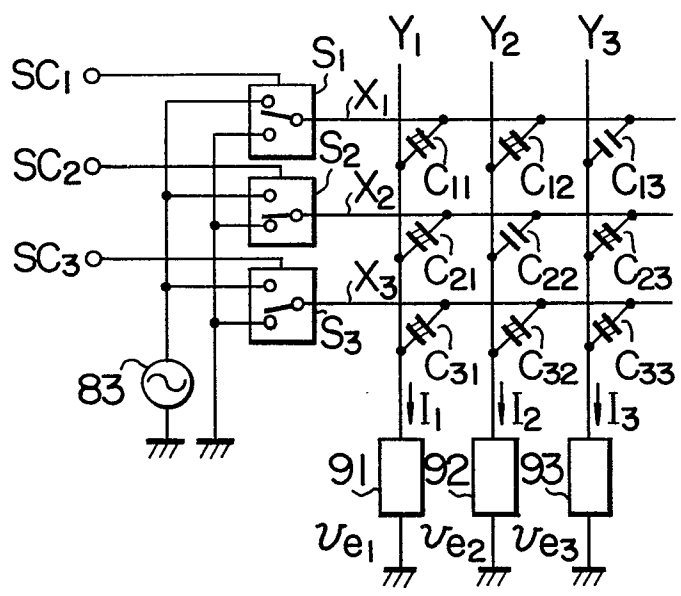 Y1 Y2 Y3
SC1 S1 X1
C11 C12 C13
SC2 S2 X2
C21 C22 C23
SC3 X3
S3
C31 C32 C33
83
I1 I2 I3
91 92 93
ve1 ve2 ve3